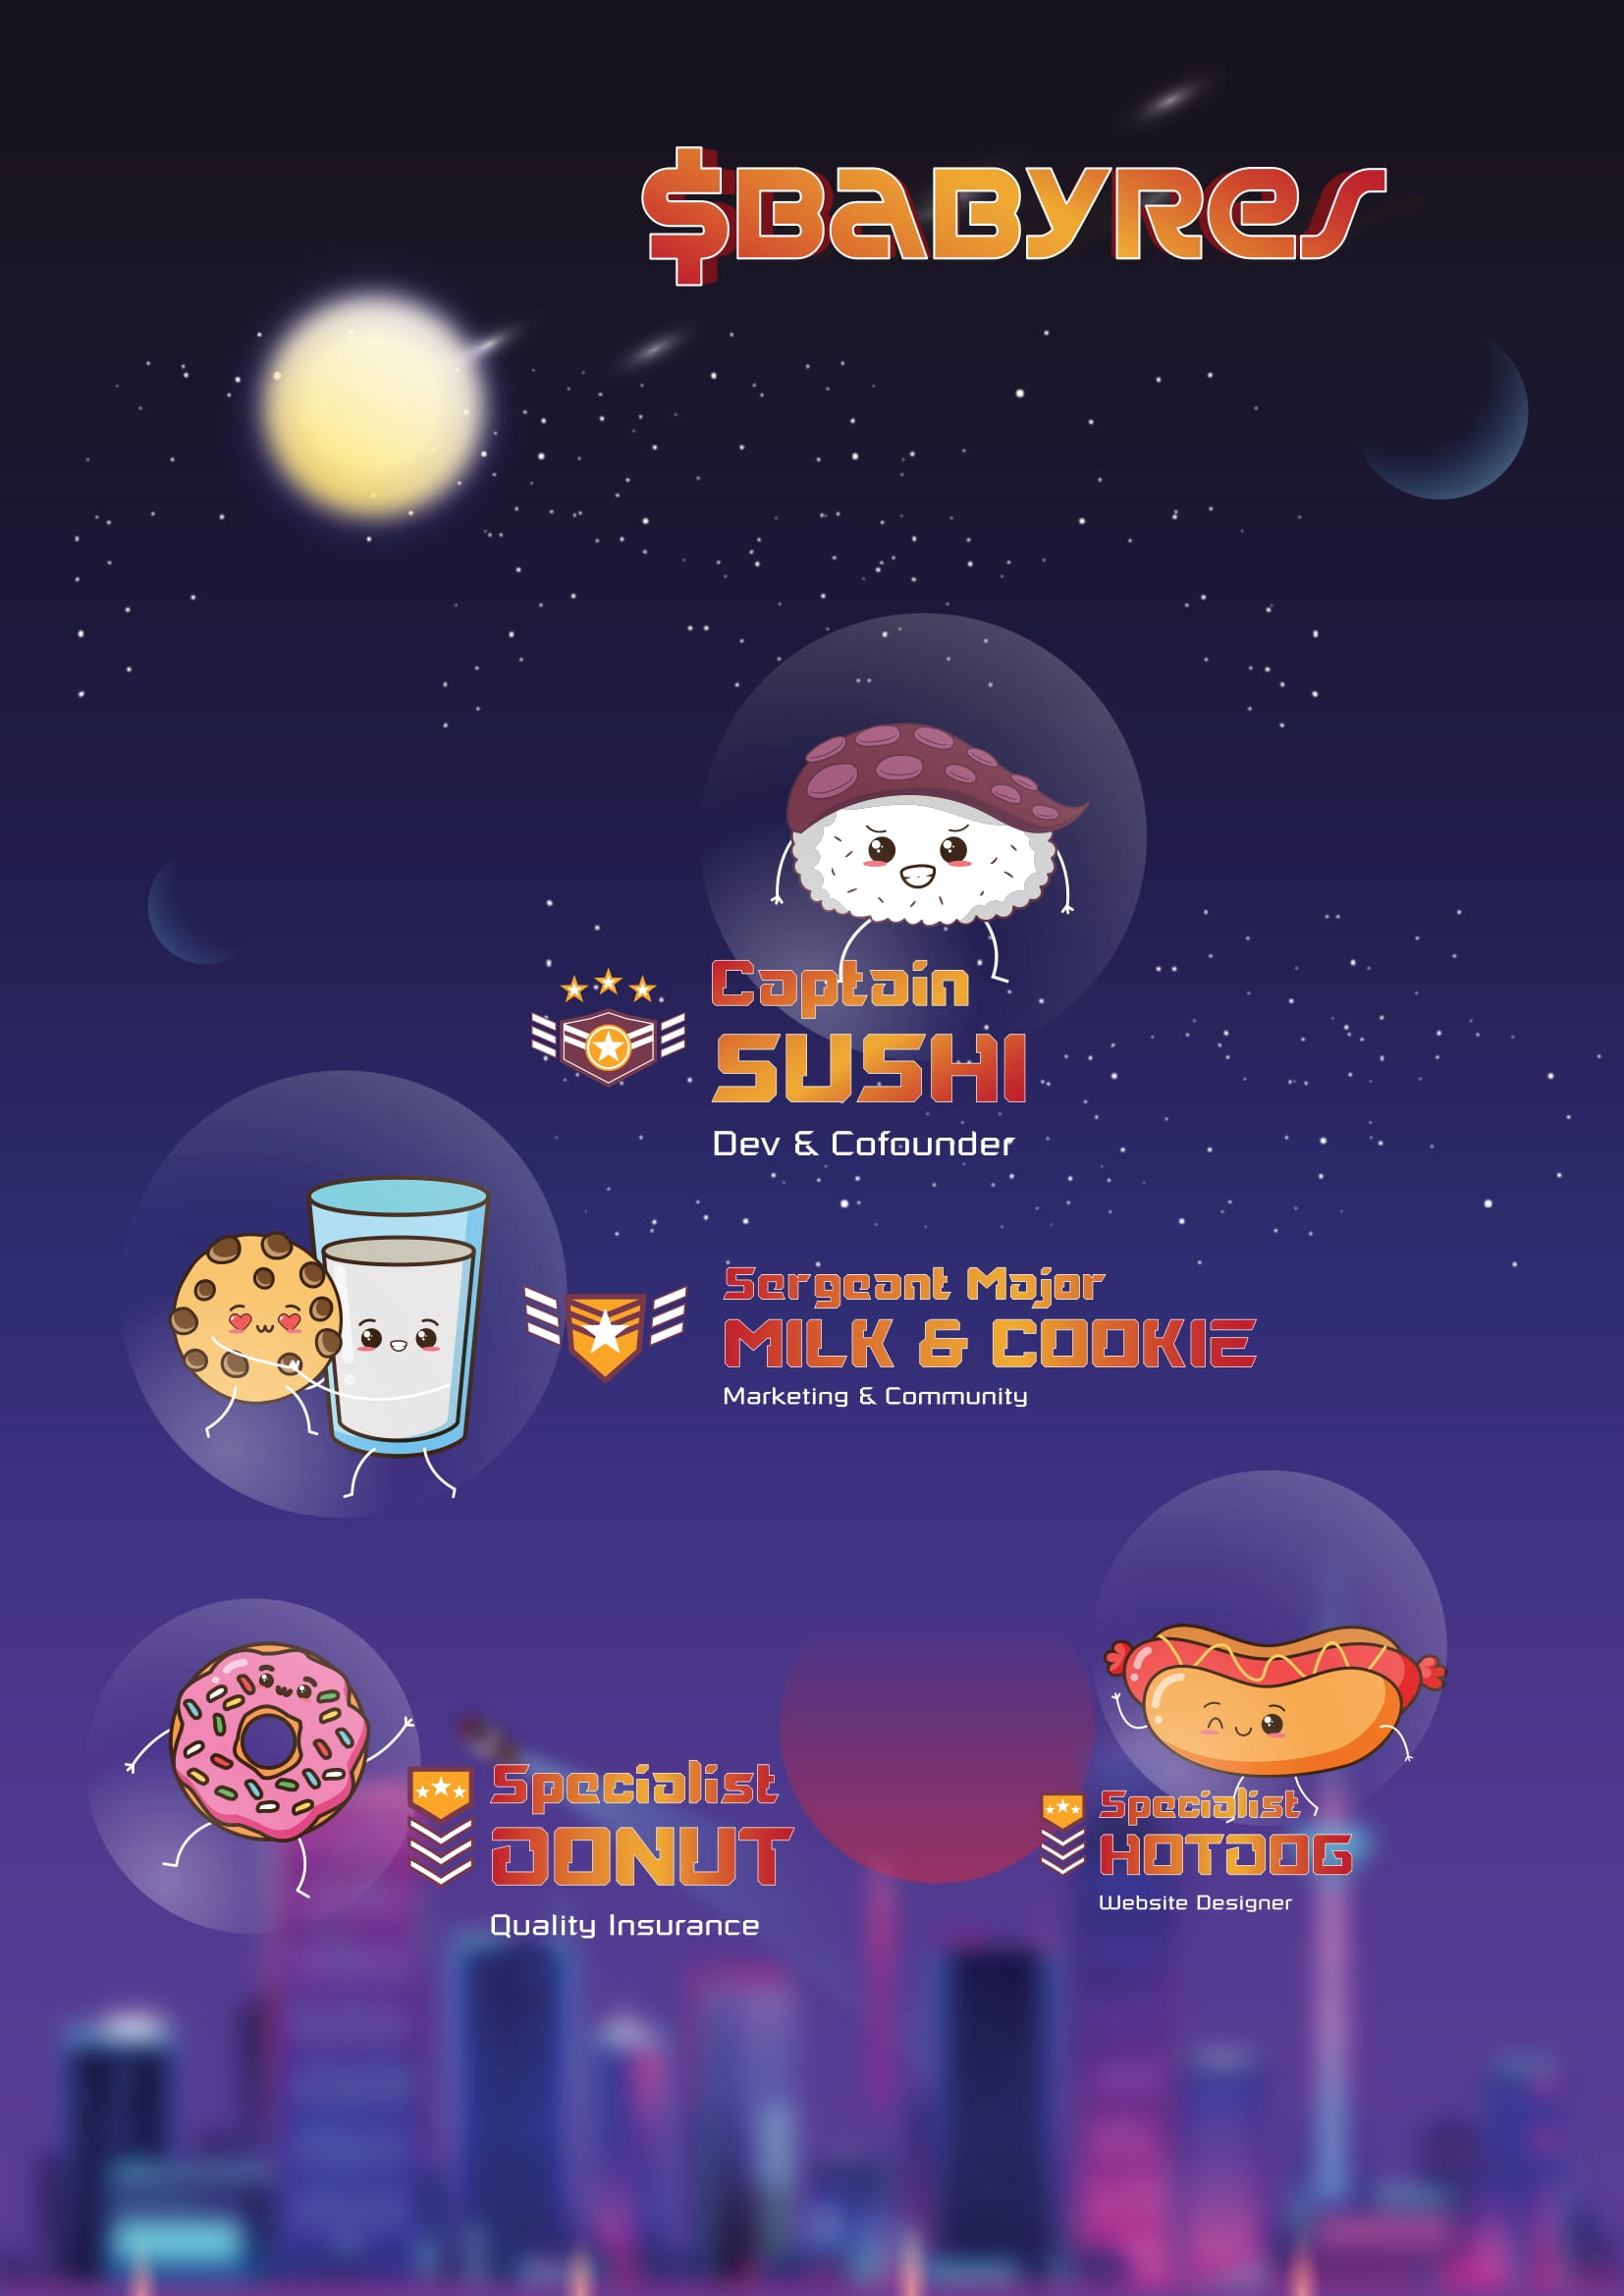 $BABYRES
Captain
SUSHI
Dev & Cofounder
Sergeant Major
MILK & COOKIE
Marketing & Community
Specialist
DONUT
Quality Insurance
Specialist
HOTDOG
Website Designer